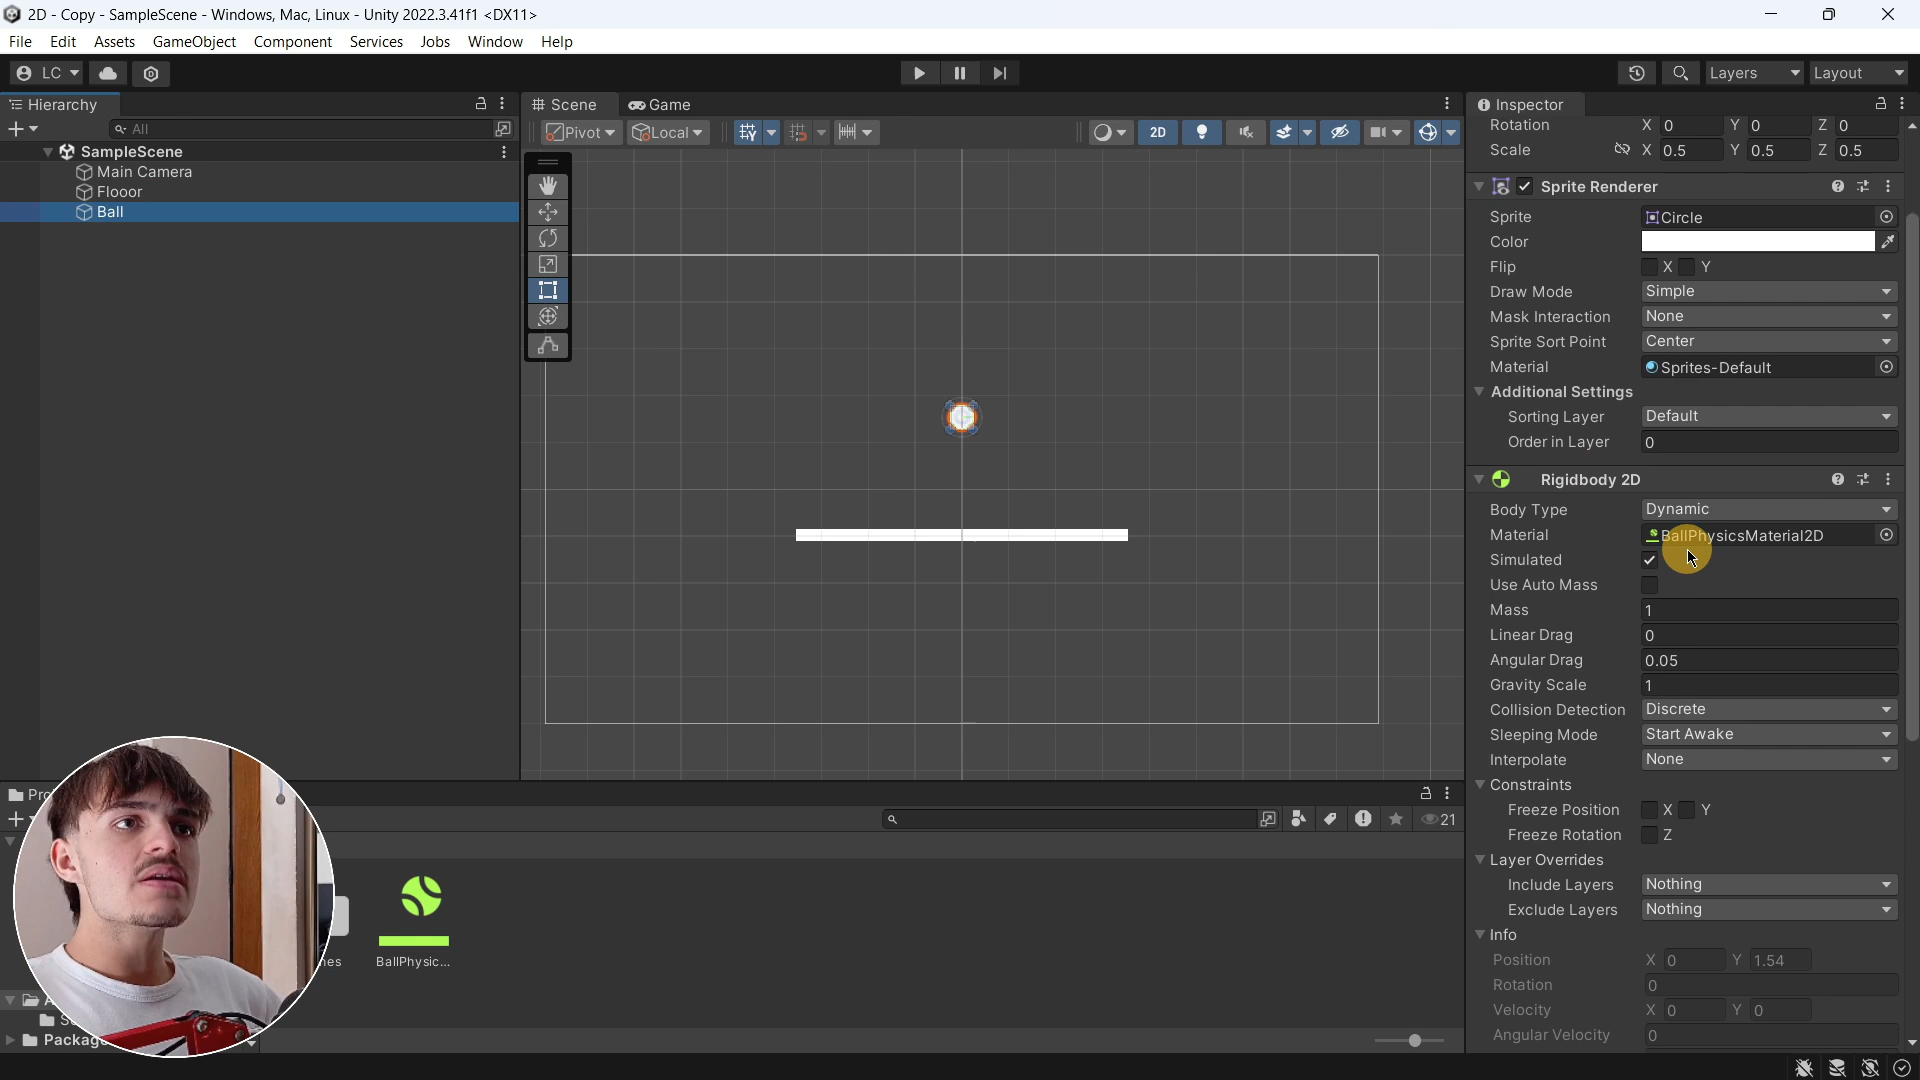 2D - Copy - SampleScene - Windows, Mac, Linux - Unity 2022.3.41f1 <DX11>
File Edit Assets GameObject Component Services Jobs Window Help
LC
Layers Layout
Hierarchy
All
SampleScene
Main Camera
Flooor
Ball
Scene Game
Pivot Local 2D
Inspector
Rotation X 0 Y 0 Z 0
Scale X 0.5 Y 0.5 Z 0.5
Sprite Renderer
Sprite Circle
Color
Flip X Y
Draw Mode Simple
Mask Interaction None
Sprite Sort Point Center
Material Sprites-Default
Additional Settings
Sorting Layer Default
Order in Layer 0
Rigidbody 2D
Body Type Dynamic
Material BallPhysicsMaterial2D
Simulated
Use Auto Mass
Mass 1
Linear Drag 0
Angular Drag 0.05
Gravity Scale 1
Collision Detection Discrete
Sleeping Mode Start Awake
Interpolate None
Constraints
Freeze Position X Y
Freeze Rotation Z
Layer Overrides
Include Layers Nothing
Exclude Layers Nothing
Info
Position X 0 Y 1.54
Rotation 0
Velocity X 0 Y 0
Angular Velocity 0
21
BallPhysic...